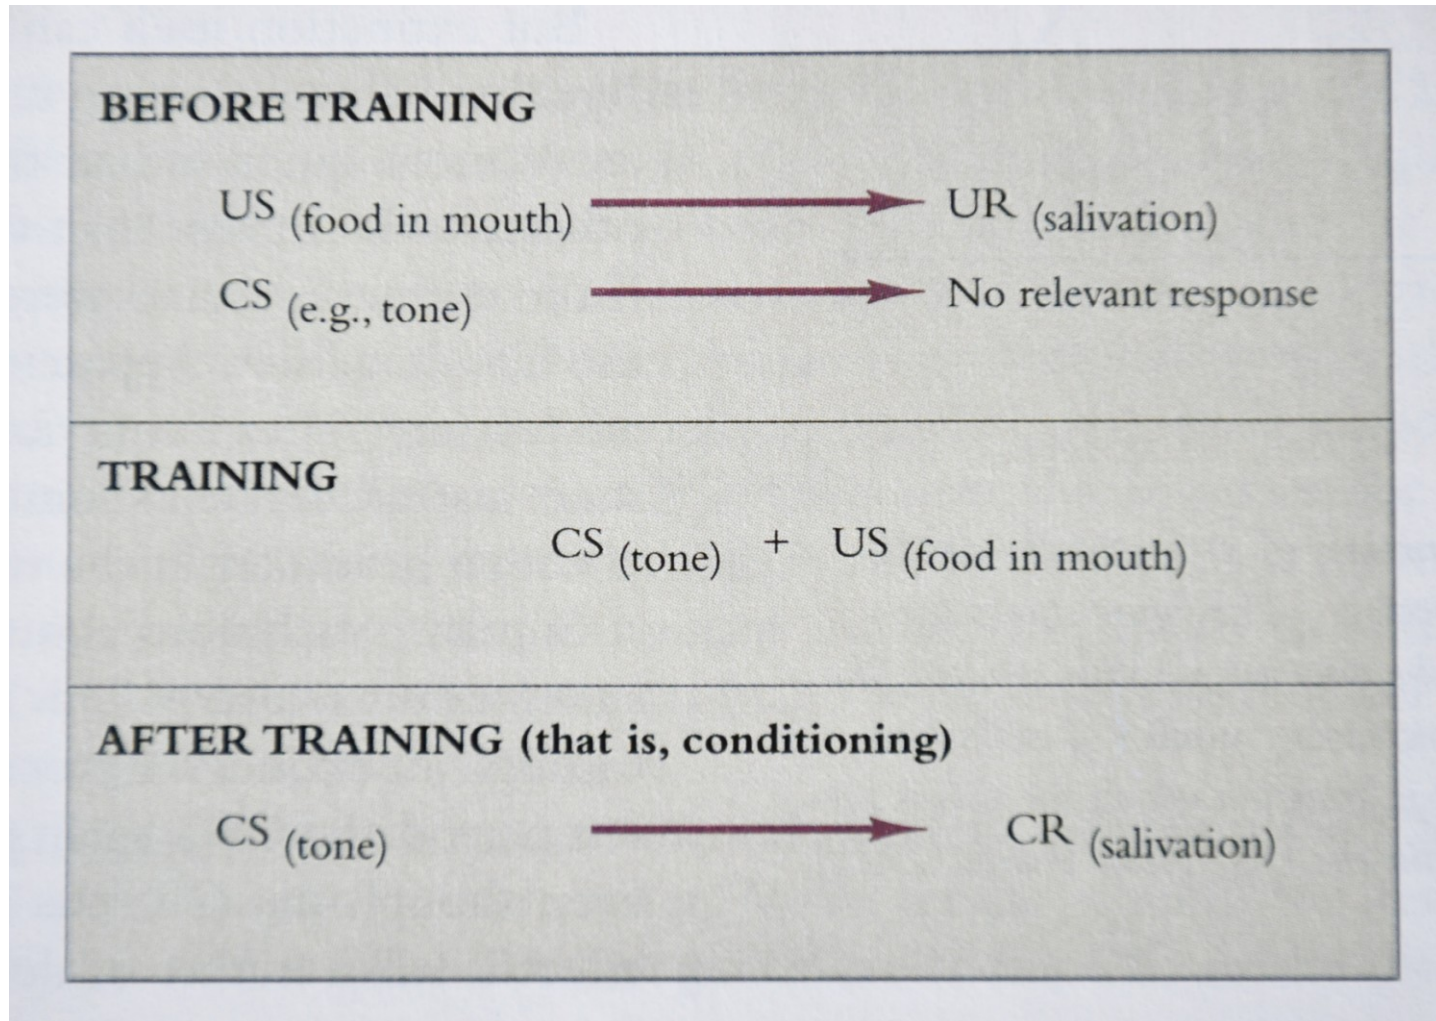 BEFORE TRAINING
US (food in mouth) UR (salivation)
CS (e.g., tone) No relevant response
TRAINING
CS (tone) + US (food in mouth)
AFTER TRAINING (that is, conditioning)
CS (tone) CR (salivation)